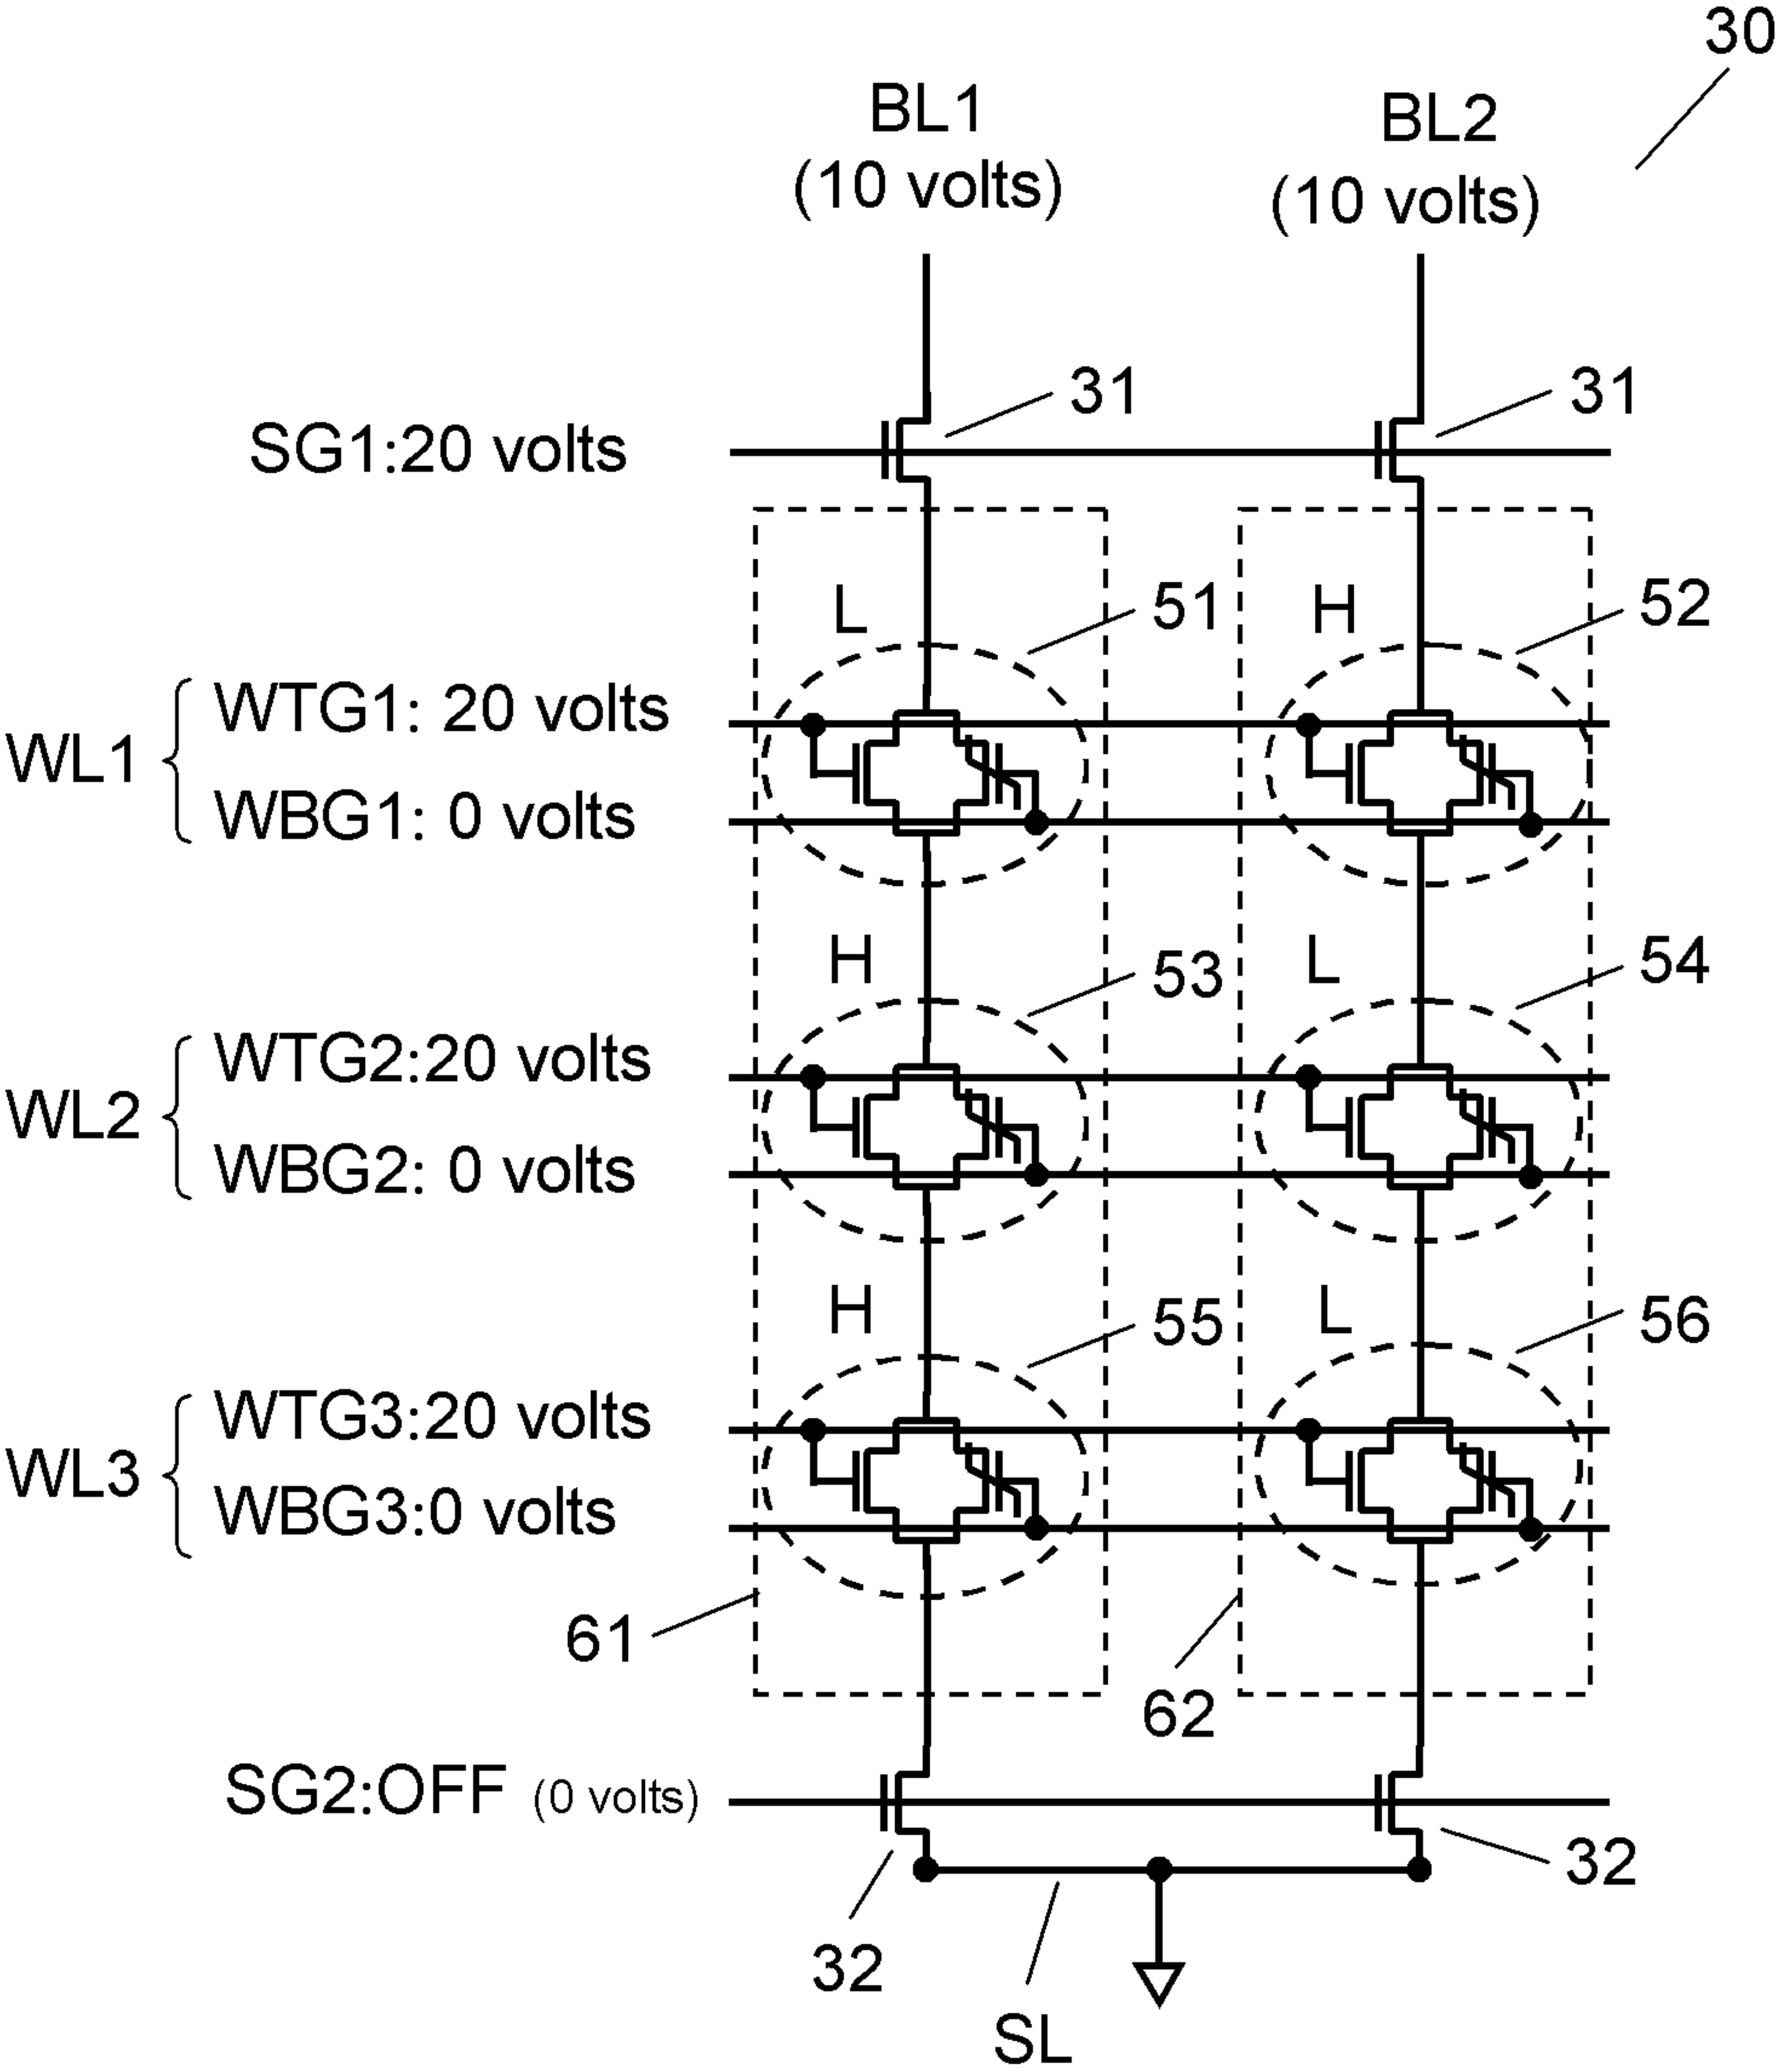 30
BL1
(10 volts)
BL2
(10 volts)
31
31
SG1:20 volts
L
51
H
52
WL1
WTG1: 20 volts
WBG1: 0 volts
H
53
L
54
WL2
WTG2:20 volts
WBG2: 0 volts
H
55
L
56
WL3
WTG3:20 volts
WBG3:0 volts
61
62
SG2:OFF (0 volts)
32
32
SL